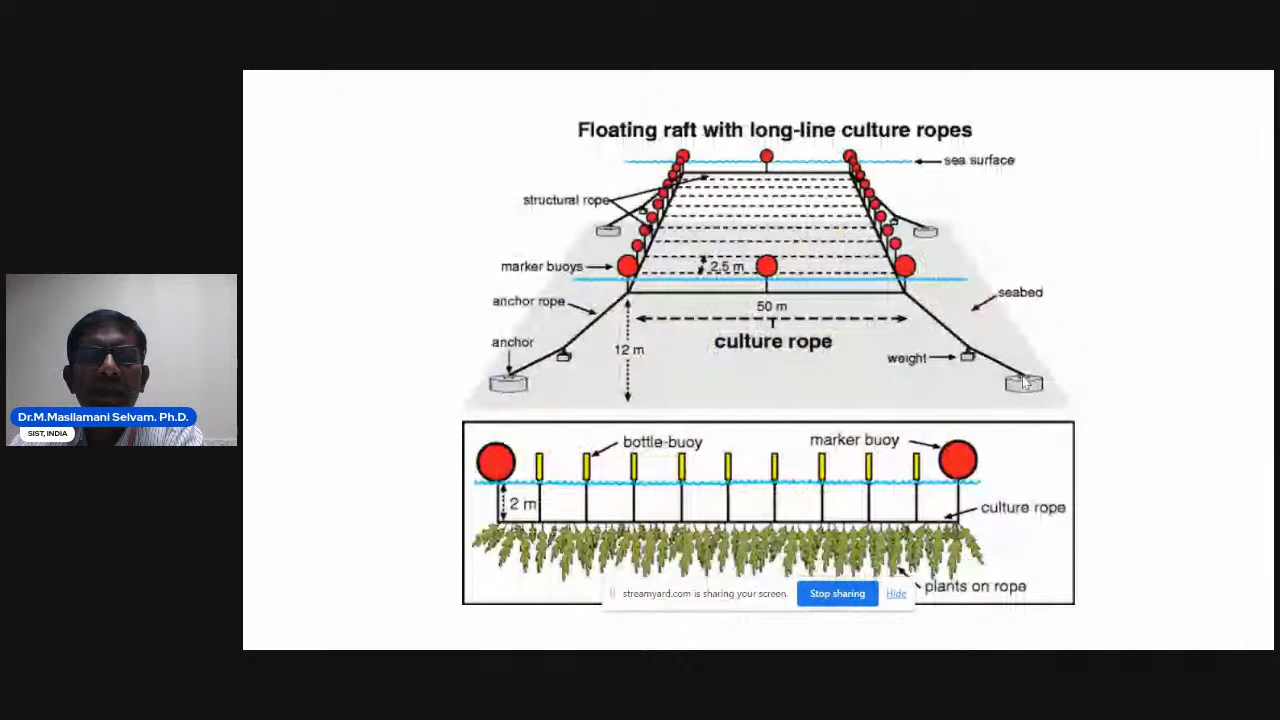 Floating raft with long-line culture ropes
sea surface
structural rope
marker buoys
2.5 m
anchor rope
seabed
50 m
culture rope
anchor
12 m
weight
bottle-buoy
marker buoy
2 m
culture rope
plants on rope
streamyard.com is sharing your screen.
Stop sharing
Hide
Dr.M.Masilamani Selvam. Ph.D.
SIST, INDIA